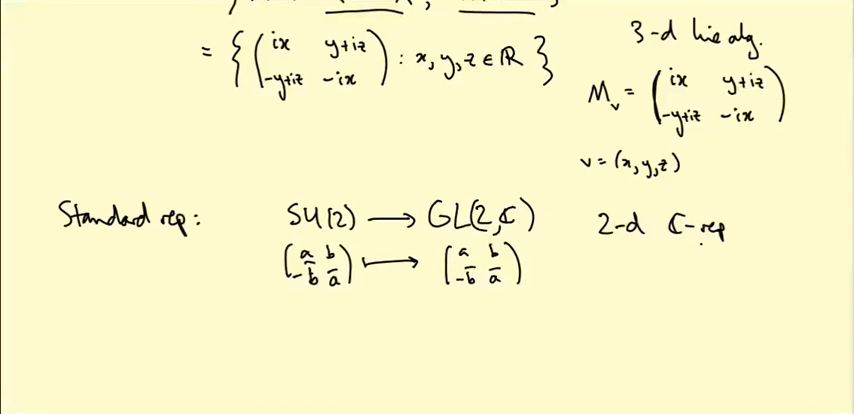 = { ( ix y+iz ) : x, y, z ∈ ℝ }
( -y+iz -ix )
3-d Lie alg.
M_v = ( ix y+iz )
( -y+iz -ix )
v = (x, y, z)
Standard rep: SU(2) ⟶ GL(2, ℂ) 2-d ℂ-rep
( a b ) ⟼ ( a b )
( -b̄ ā ) ( -b̄ ā )